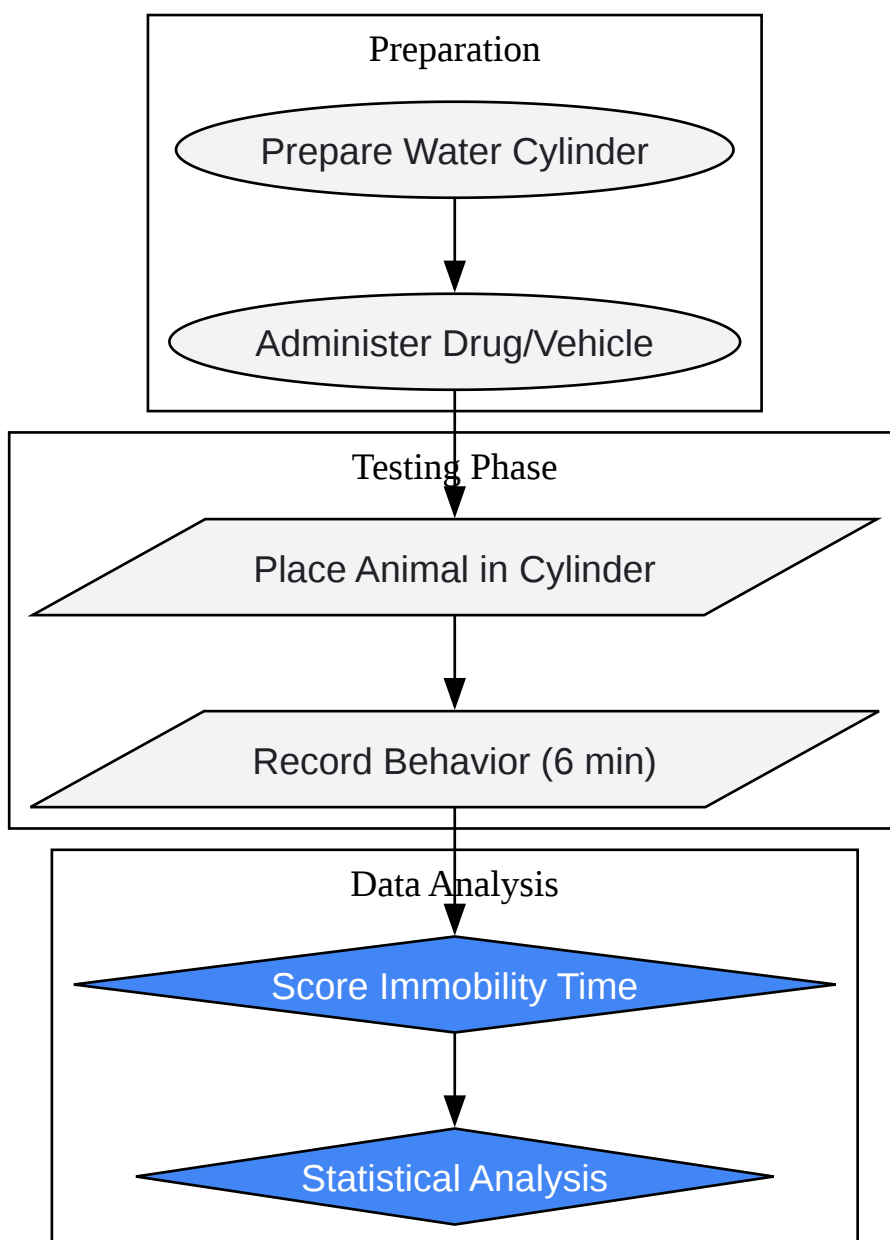 Preparation
Prepare Water Cylinder
Administer Drug/Vehicle
Testing Phase
Place Animal in Cylinder
Record Behavior (6 min)
Data Analysis
Score Immobility Time
Statistical Analysis